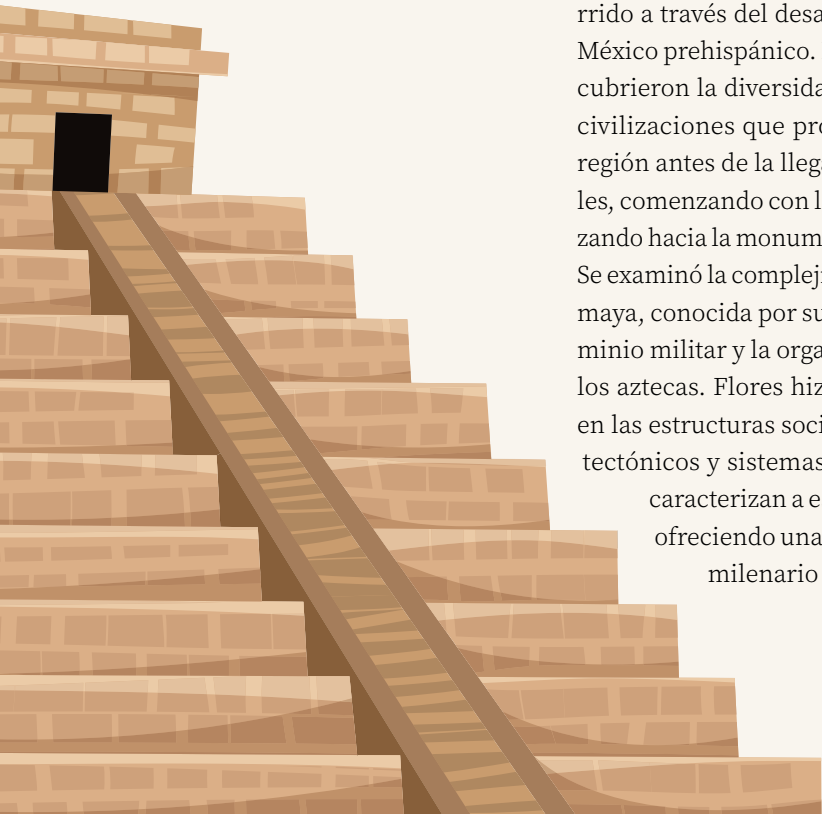 rrido a través del desa
México prehispánico.
cubrieron la diversida
civilizaciones que pro
región antes de la lleg
les, comenzando con l
zando hacia la monum
Se examinó la complej
maya, conocida por su
minio militar y la orga
los aztecas. Flores hiz
en las estructuras soci
tectónicos y sistemas
caracterizan a e
ofreciendo una
milenario